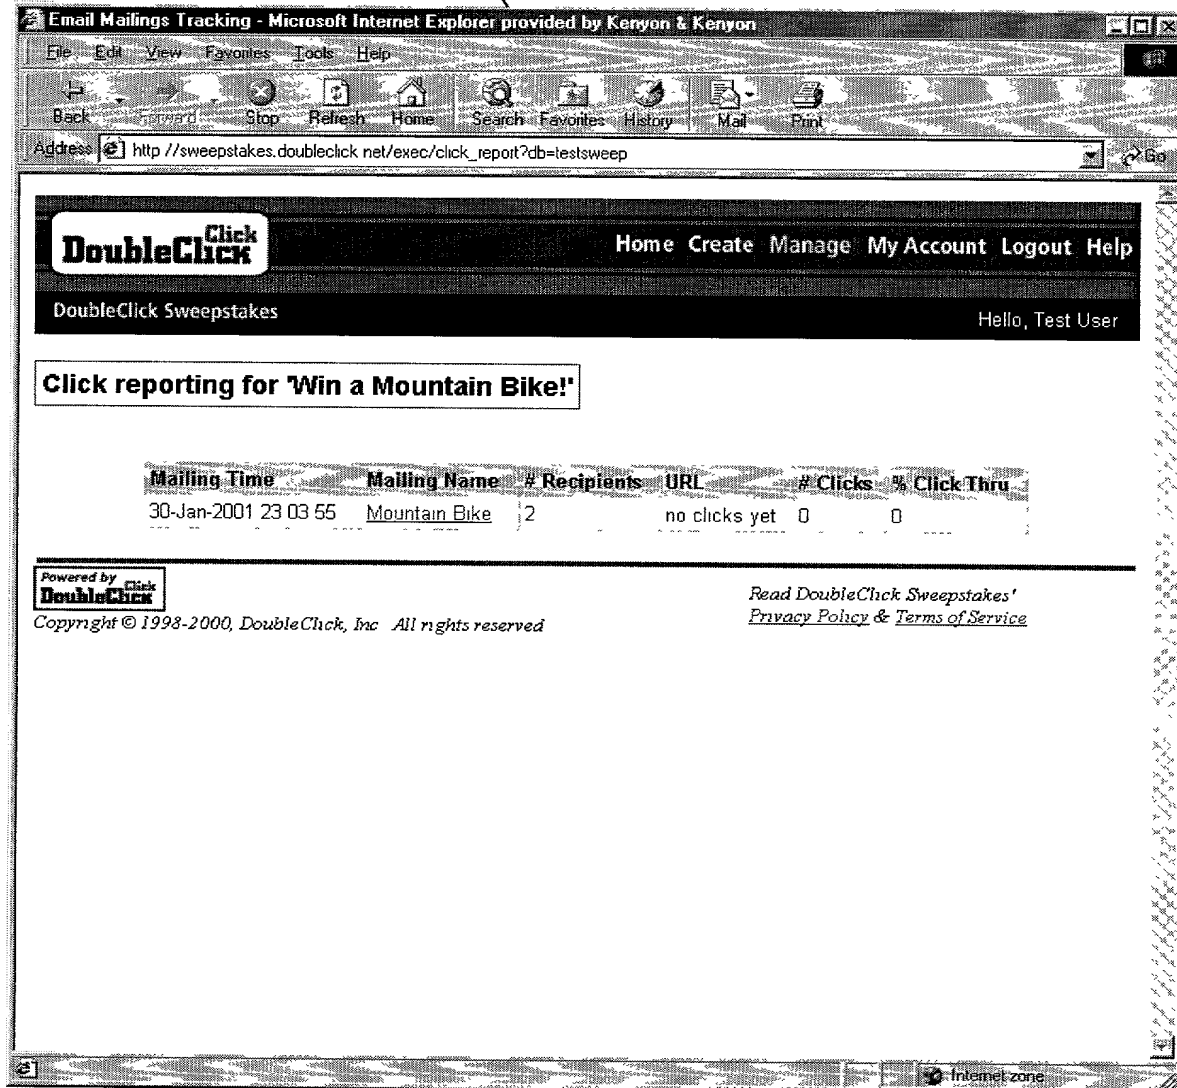 Email Mailings Tracking - Microsoft Internet Explorer provided by Kenyon & Kenyon
File Edit View Favorites Tools Help
Back Forward Stop Refresh Home Search Favorites History Mail Print
Address http //sweepstakes.doubleclick net/exec/click_report?db=testsweep Go
DoubleClick Click
Home Create Manage My Account Logout Help
DoubleClick Sweepstakes
Hello, Test User
Click reporting for 'Win a Mountain Bike!'
Mailing Time Mailing Name # Recipients URL # Clicks % Click Thru
30-Jan-2001 23 03 55 Mountain Bike 2 no clicks yet 0 0
Powered by
DoubleClick Click
Copyright © 1998-2000, DoubleClick, Inc All rights reserved
Read DoubleClick Sweepstakes'
Privacy Policy & Terms of Service
Internet zone